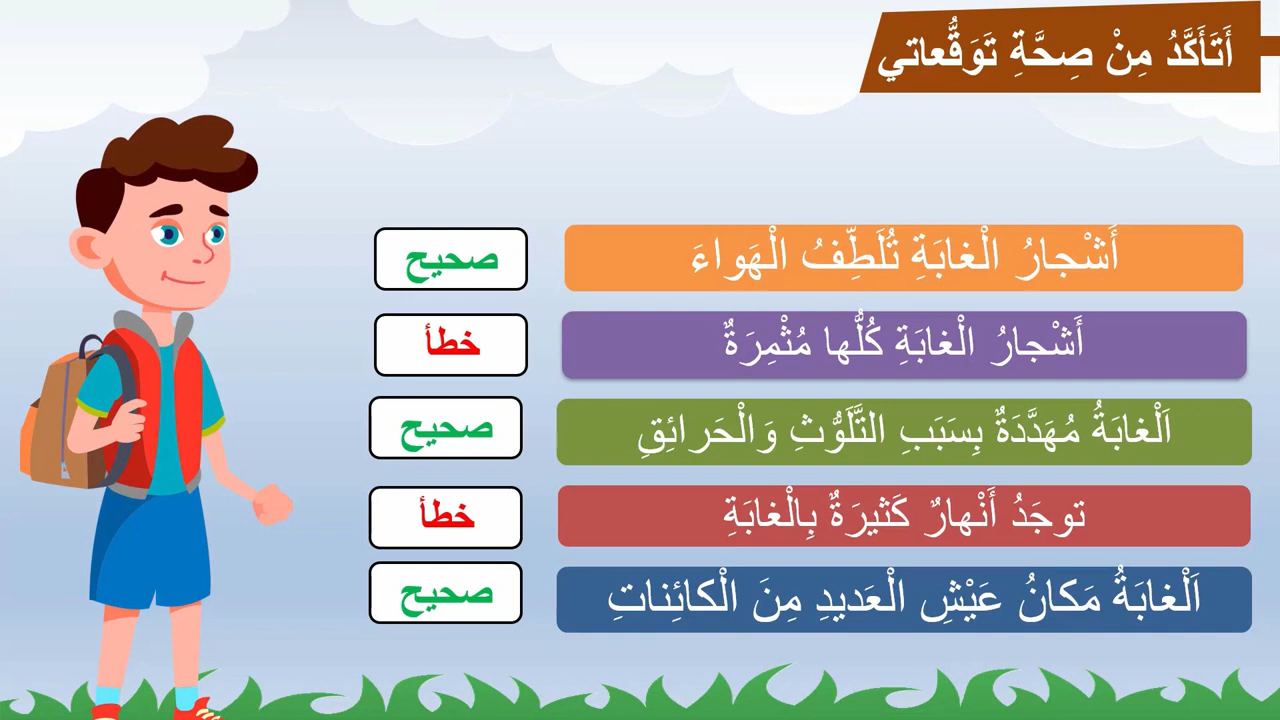 أَتَأَكَّدُ مِنْ صِحَّةِ تَوَقُّعاتي
أَشْجارُ الْغابَةِ تُلَطِّفُ الْهَواءَ صحيح
أَشْجارُ الْغابَةِ كُلُّها مُثْمِرَةٌ خطأ
اَلْغابَةُ مُهَدَّدَةٌ بِسَبَبِ التَّلَوُّثِ وَالْحَرائِقِ صحيح
توجَدُ أَنْهارٌ كَثيرَةٌ بِالْغابَةِ خطأ
اَلْغابَةُ مَكانُ عَيْشِ الْعَديدِ مِنَ الْكائِناتِ صحيح